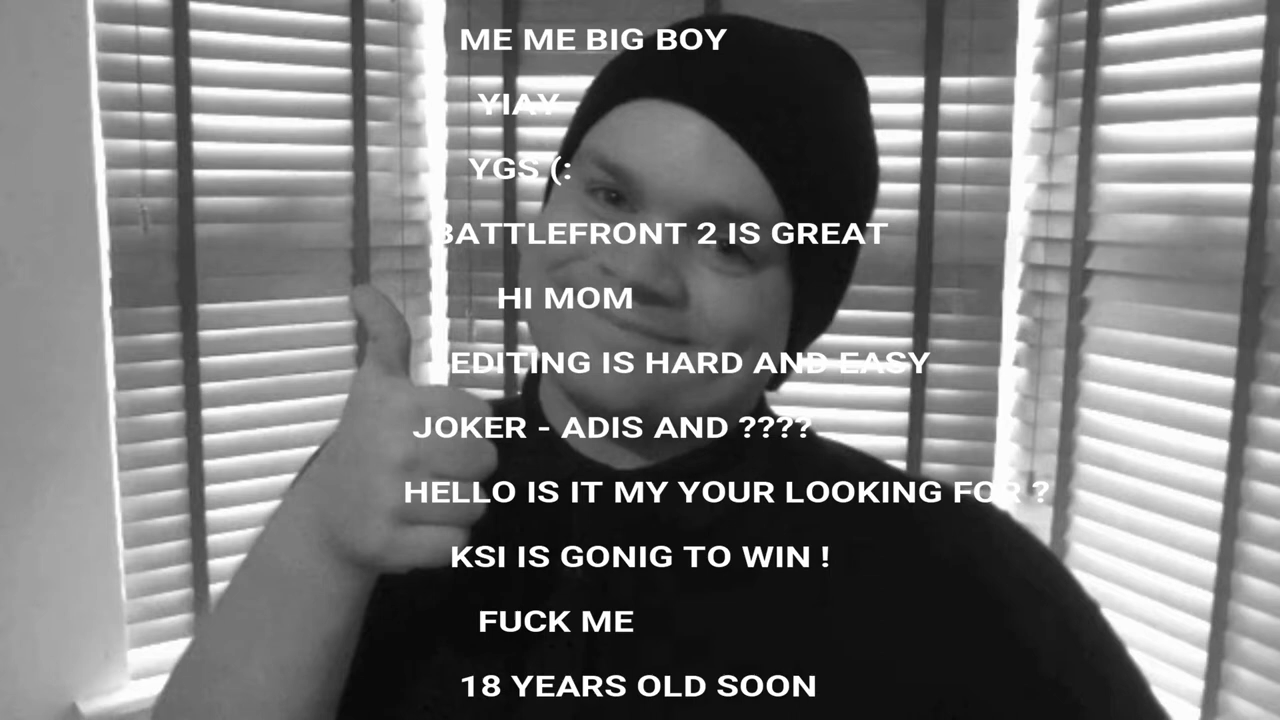 ME ME BIG BOY
YIAY
YGS (:
BATTLEFRONT 2 IS GREAT
HI MOM
EDITING IS HARD AND EASY
JOKER - ADIS AND ????
HELLO IS IT MY YOUR LOOKING FOR ?
KSI IS GONIG TO WIN !
FUCK ME
18 YEARS OLD SOON